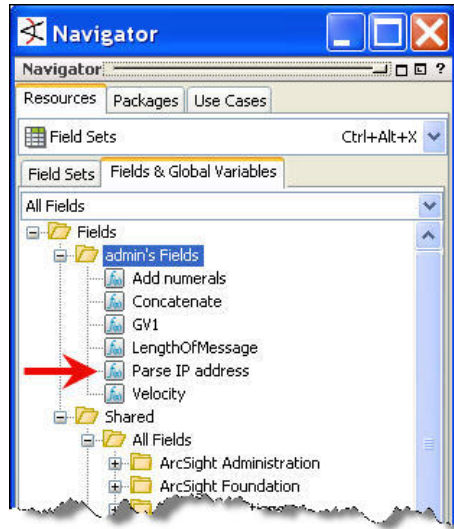 Navigator
Navigator ?
Resources Packages Use Cases
Field Sets Ctrl+Alt+X
Field Sets Fields & Global Variables
All Fields
Fields
admin's Fields
Add numerals
Concatenate
GV1
LengthOfMessage
Parse IP address
Velocity
Shared
All Fields
ArcSight Administration
ArcSight Foundation